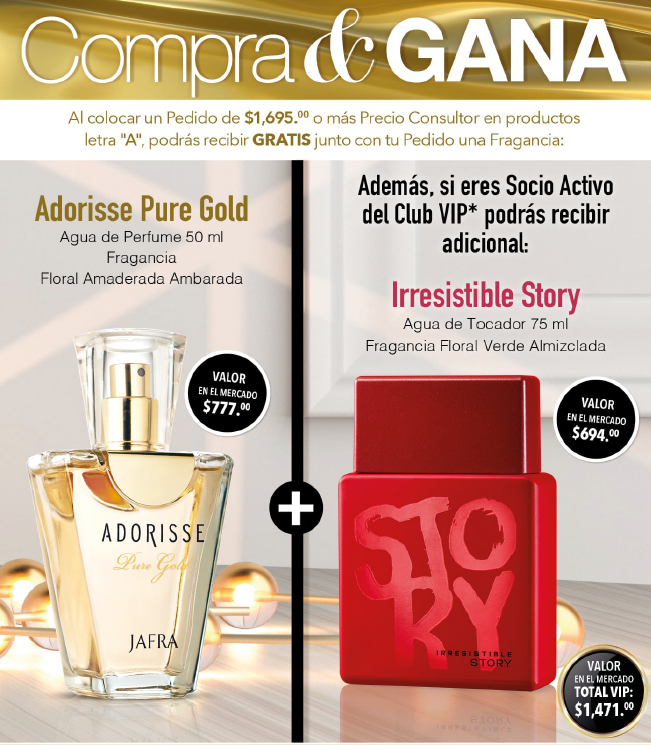 Compra & GANA
Al colocar un Pedido de $1,695.00 o más Precio Consultor en productos
letra "A", podrás recibir GRATIS junto con tu Pedido una Fragancia:
Adorisse Pure Gold
Agua de Perfume 50 ml
Fragancia
Floral Amaderada Ambarada
VALOR
EN EL MERCADO
$777.00
ADORISSE
Pure Gold
JAFRA
+
Además, si eres Socio Activo
del Club VIP* podrás recibir
adicional:
Irresistible Story
Agua de Tocador 75 ml
Fragancia Floral Verde Almizclada
VALOR
EN EL MERCADO
$694.00
STO
RY
IRRESISTIBLE
STORY
VALOR
EN EL MERCADO
TOTAL VIP:
$1,471.00